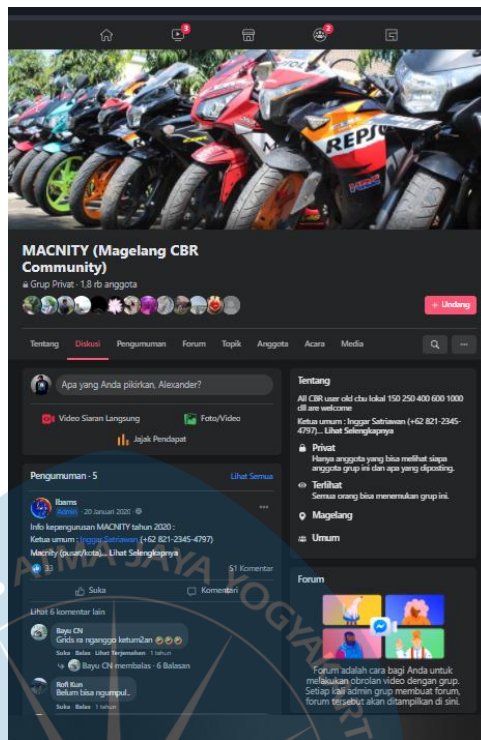 3
2
REPSOL
MACNITY (Magelang CBR
Community)
Grup Privat · 1,8 rb anggota
+ Undang
Tentang Diskusi Pengumuman Forum Topik Anggota Acara Media
Apa yang Anda pikirkan, Alexander?
Video Siaran Langsung Foto/Video
Jajak Pendapat
Pengumuman · 5 Lihat Semua
Ibams
Admin · 20 Januari 2020
Info kepengurusan MACNITY tahun 2020 :
Ketua umum : Inggar Satriawan (+62 821-2345-4797)
Macnity (pusat/kota)... Lihat Selengkapnya
33 51 Komentar
Suka Komentari
Lihat 6 komentar lain
Bayu CN
Grids ra nganggo ketum2an 🤣🤣🤣
Suka · Balas · Lihat Terjemahan · 1 tahun
Bayu CN membalas · 6 Balasan
Rofi Kun
Belum bisa ngumpul..
Suka · Balas · 1 tahun
Tentang
All CBR user old cbu lokal 150 250 400 600 1000
dll are welcome
Ketua umum : Inggar Satriawan (+62 821-2345-
4797)... Lihat Selengkapnya
Privat
Hanya anggota yang bisa melihat siapa
anggota grup ini dan apa yang diposting.
Terlihat
Semua orang bisa menemukan grup ini.
Magelang
Umum
Forum
Forum adalah cara bagi Anda untuk
melakukan obrolan video dengan grup.
Setiap kali admin grup membuat forum,
forum tersebut akan ditampilkan di sini.
ATMA JAYA YOGYAKARTA